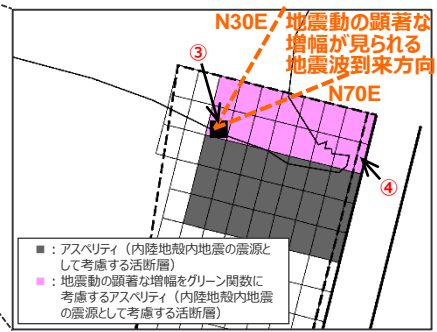 N30E
地震動の顕著な
増幅が見られる
地震波到来方向
③
N70E
④
■：アスペリティ（内陸地殻内地震の震源と
して考慮する活断層）
■：地震動の顕著な増幅をグリーン関数に
考慮するアスペリティ（内陸地殻内地震
の震源として考慮する活断層）